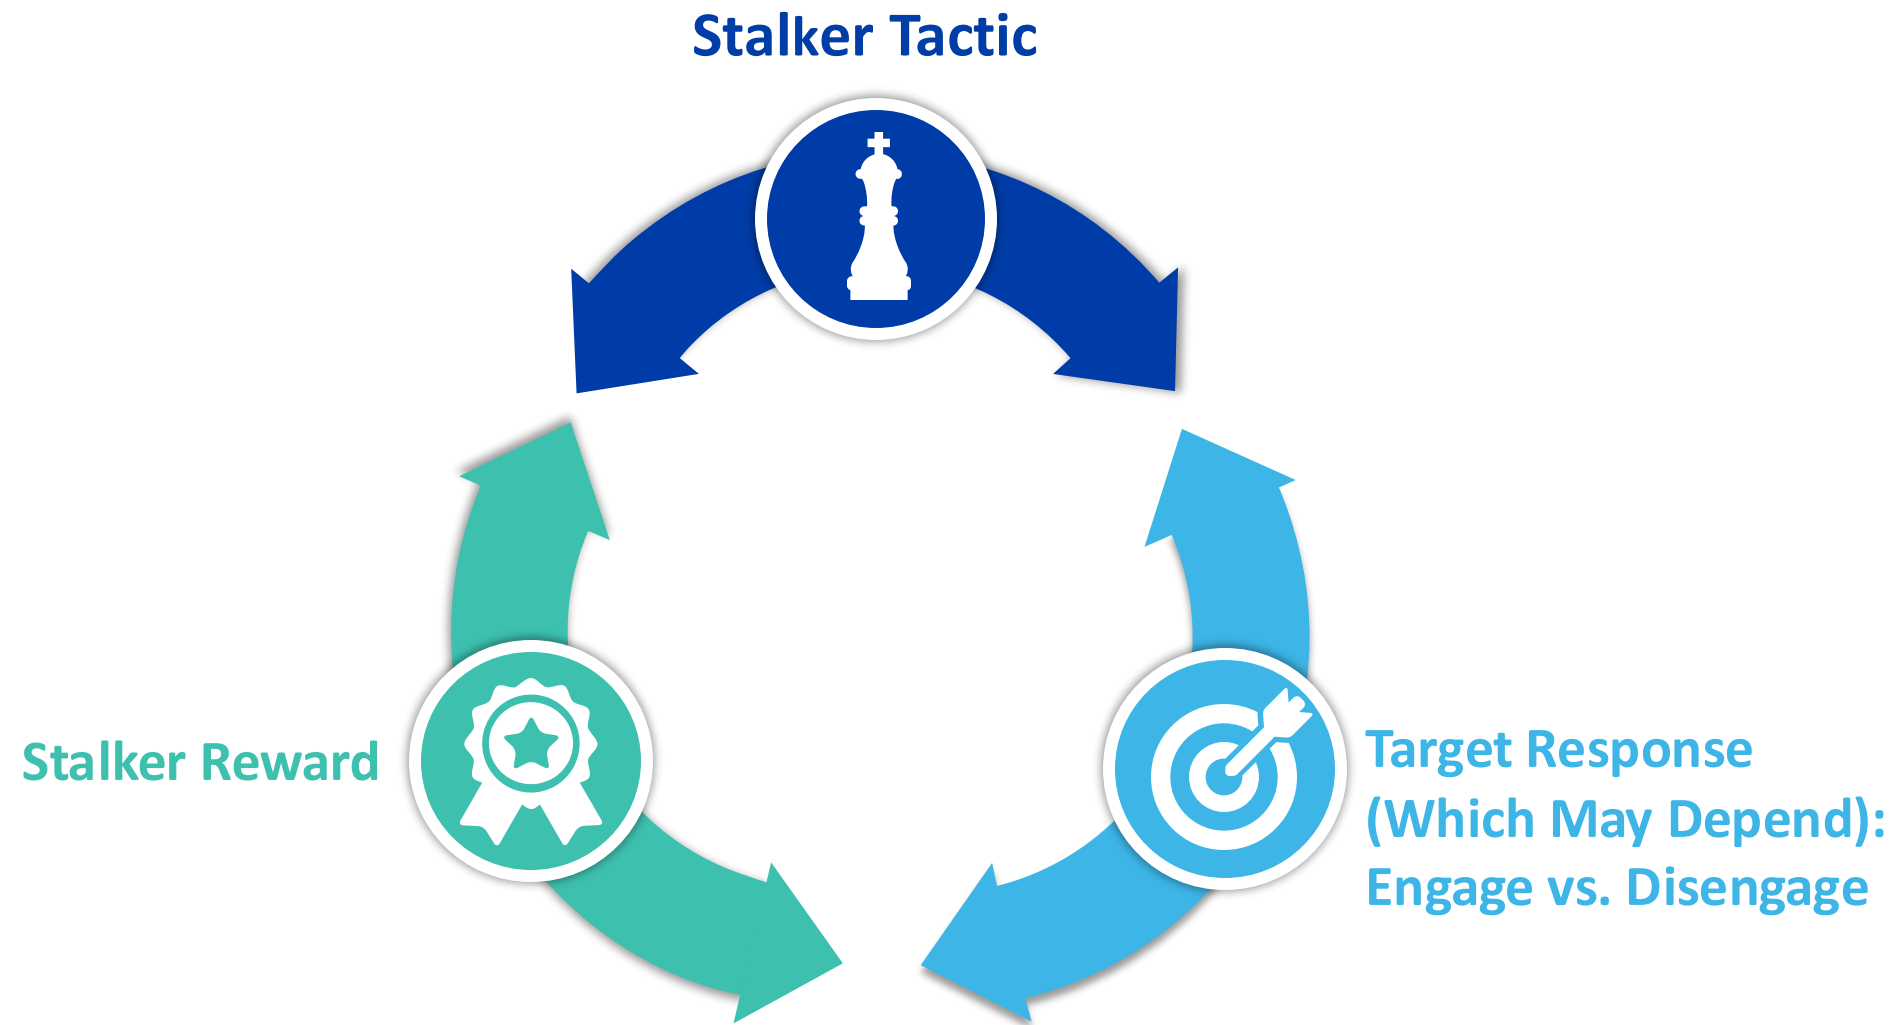 Stalker Tactic
Stalker Reward
Target Response
(Which May Depend):
Engage vs. Disengage